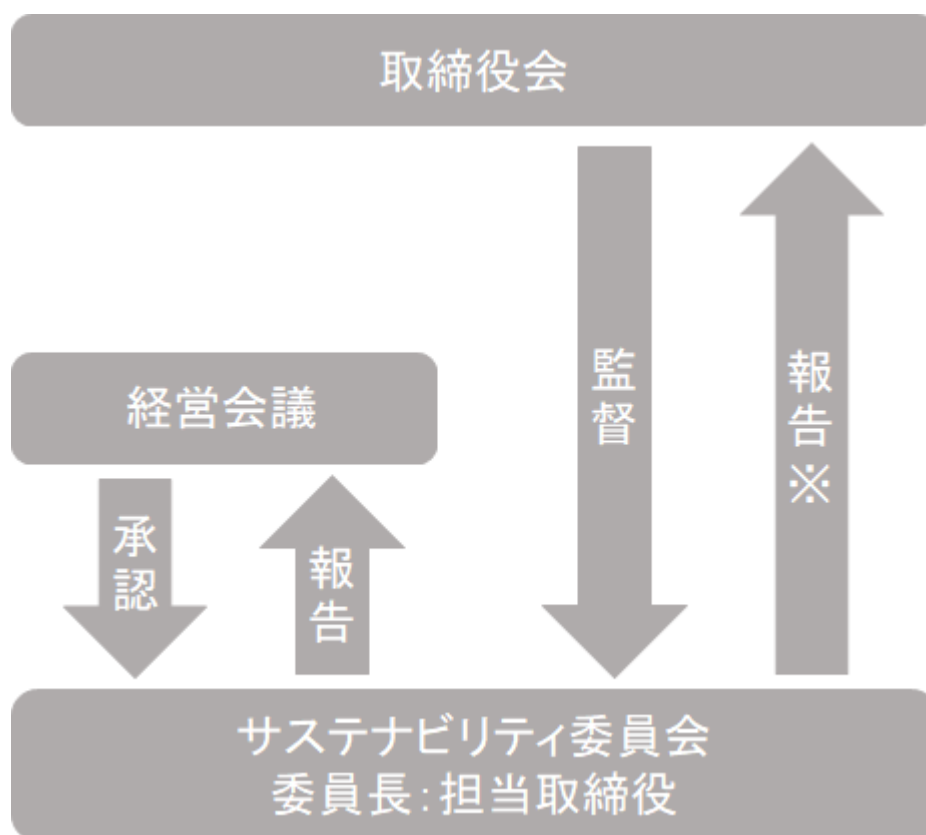 取締役会
監督
報告※
経営会議
承認
報告
サステナビリティ委員会
委員長：担当取締役